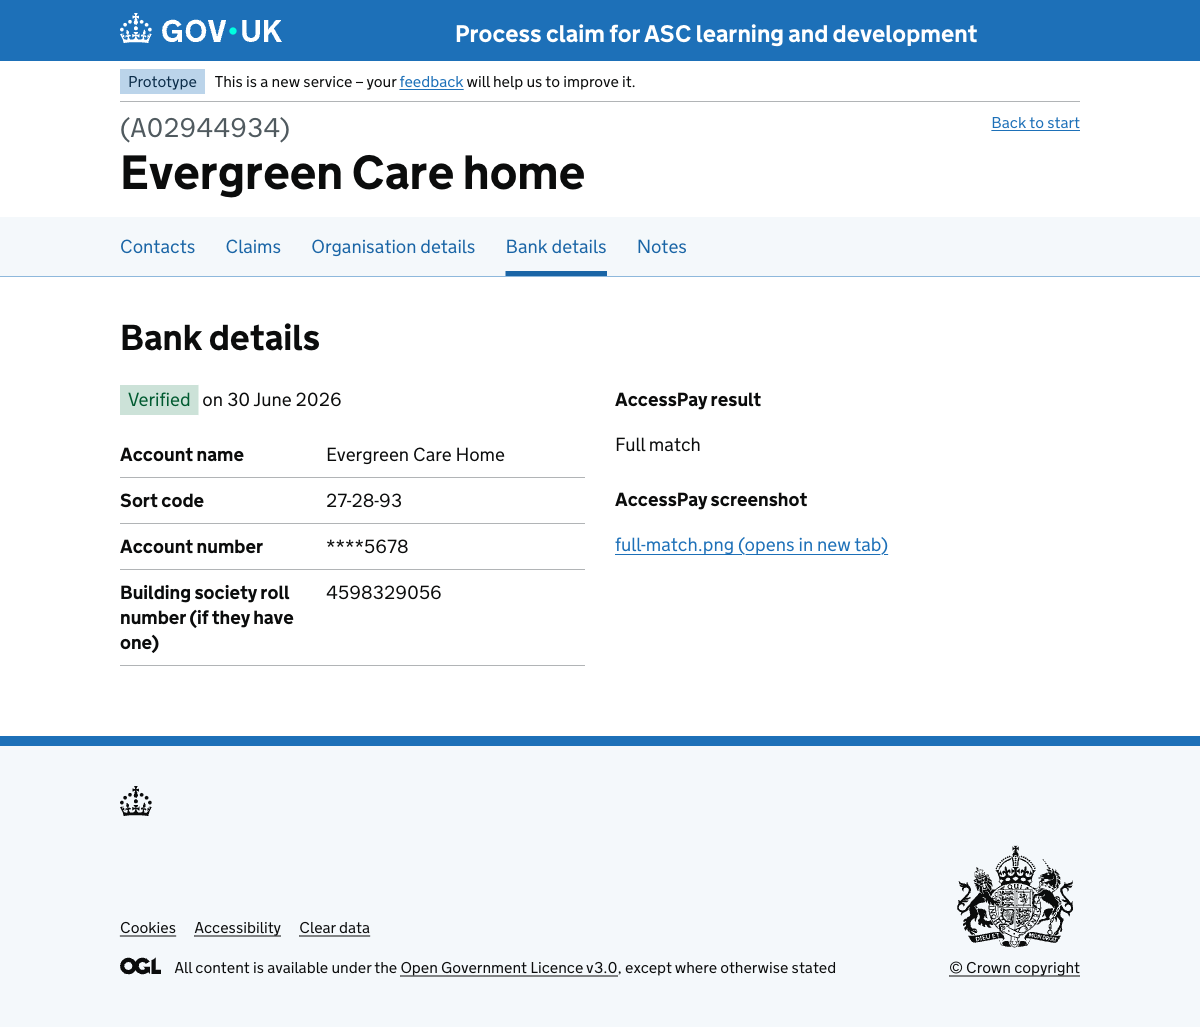 GOV·UK
Process claim for ASC learning and development
Prototype This is a new service – your feedback will help us to improve it.
(A02944934)
Back to start
Evergreen Care home
Contacts Claims Organisation details Bank details Notes
Bank details
Verified on 30 June 2026
Account name Evergreen Care Home
Sort code 27-28-93
Account number ****5678
Building society roll number (if they have one) 4598329056
AccessPay result
Full match
AccessPay screenshot
full-match.png (opens in new tab)
Cookies Accessibility Clear data
OGL All content is available under the Open Government Licence v3.0, except where otherwise stated
© Crown copyright